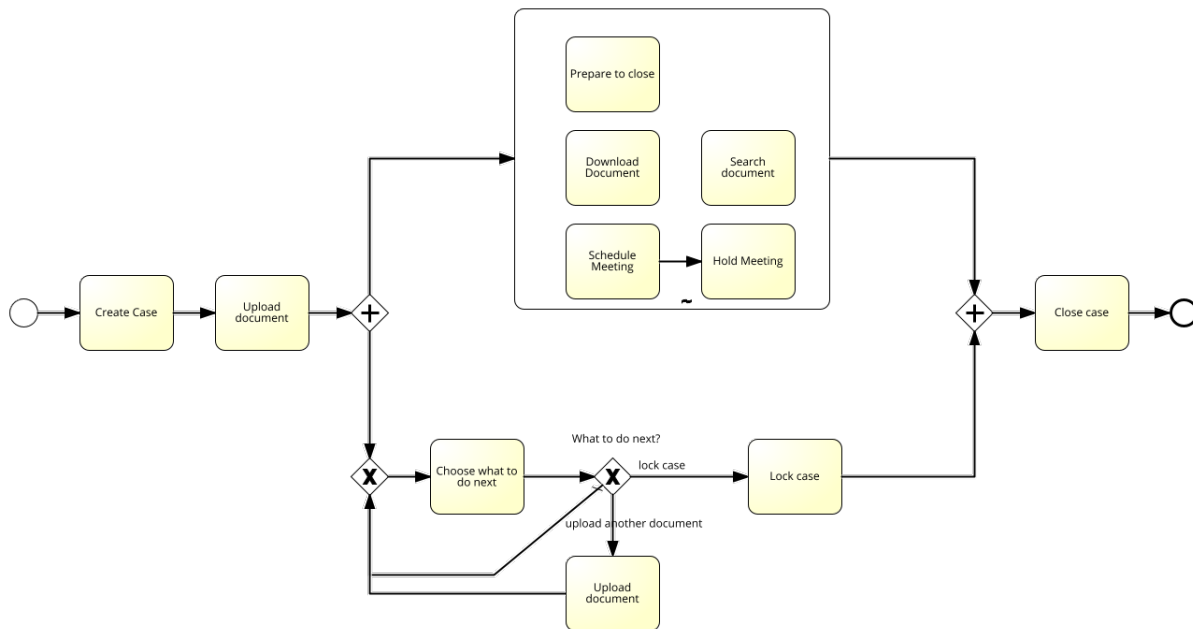 Prepare to close
Download
Document
Search
document
Schedule
Meeting
Hold Meeting
~
Create Case
Upload
document
Close case
What to do next?
lock case
Choose what to
do next
Lock case
upload another document
Upload
document